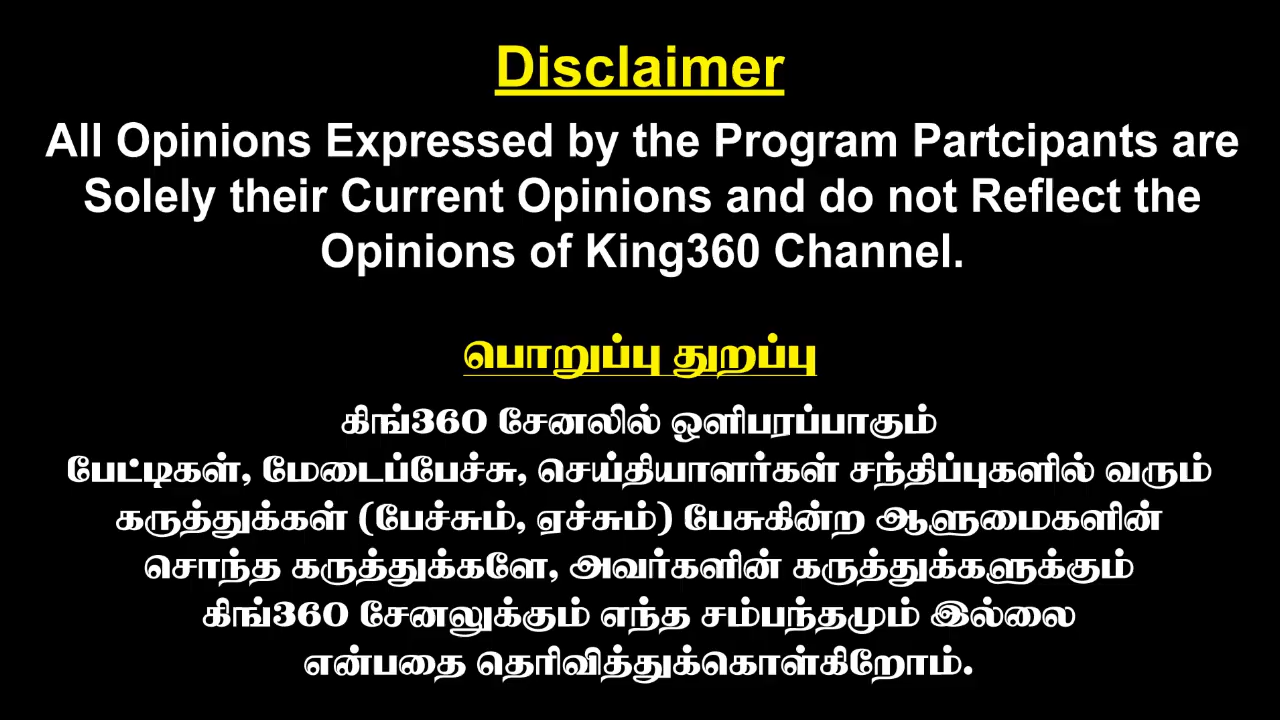 Disclaimer
All Opinions Expressed by the Program Partcipants are
Solely their Current Opinions and do not Reflect the
Opinions of King360 Channel.
பொறுப்பு துறப்பு
கிங்360 சேனலில் ஒளிபரப்பாகும்
பேட்டிகள், மேடைப்பேச்சு, செய்தியாளர்கள் சந்திப்புகளில் வரும்
கருத்துக்கள் (பேச்சும், ஏச்சும்) பேசுகின்ற ஆளுமைகளின்
சொந்த கருத்துக்களே, அவர்களின் கருத்துக்களுக்கும்
கிங்360 சேனலுக்கும் எந்த சம்பந்தமும் இல்லை
என்பதை தெரிவித்துக்கொள்கிறோம்.